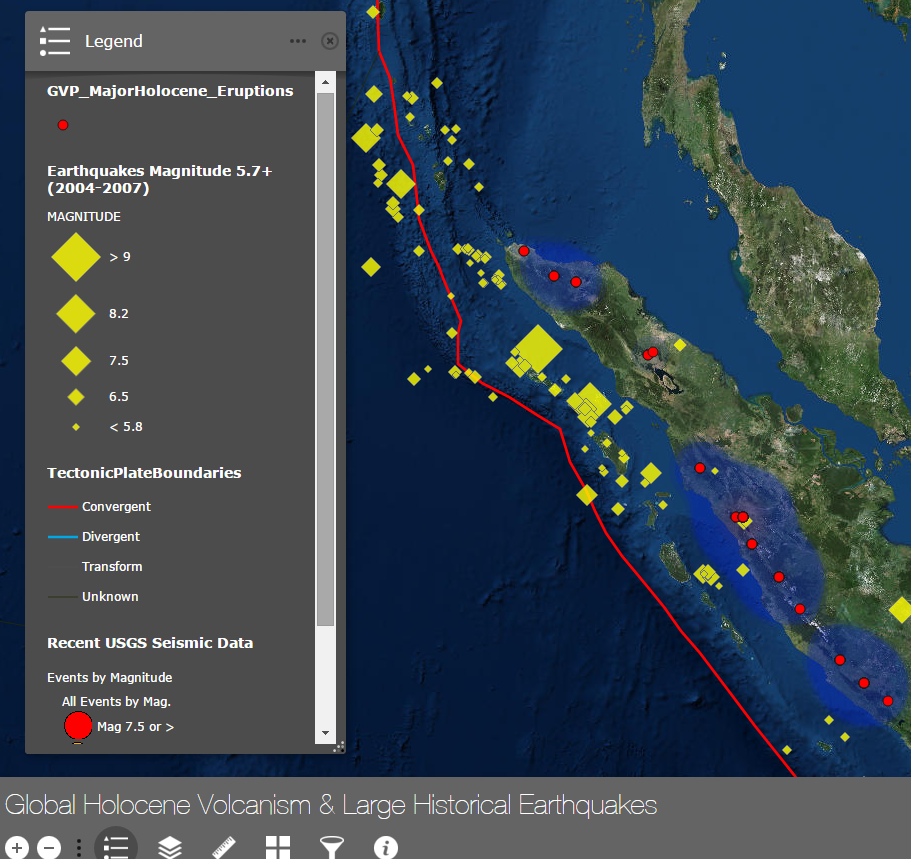 Legend
GVP_MajorHolocene_Eruptions
Earthquakes Magnitude 5.7+
(2004-2007)
MAGNITUDE
> 9
8.2
7.5
6.5
< 5.8
TectonicPlateBoundaries
Convergent
Divergent
Transform
Unknown
Recent USGS Seismic Data
Events by Magnitude
All Events by Mag.
Mag 7.5 or >
Global Holocene Volcanism & Large Historical Earthquakes